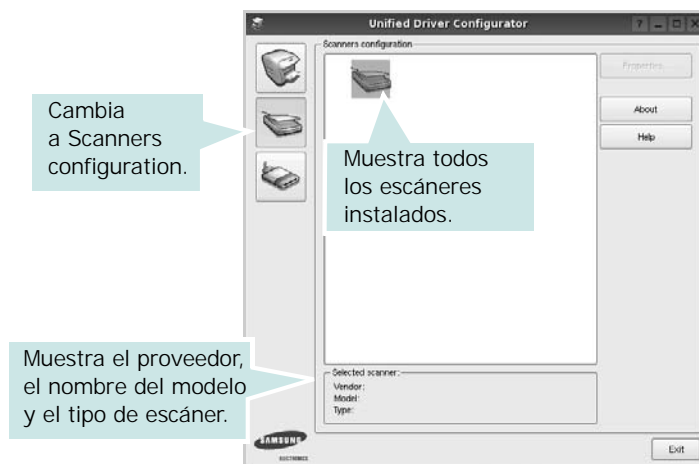 Unified Driver Configurator
Scanners configuration
Properties...
About
Help
Cambia
a Scanners
configuration.
Muestra todos
los escáneres
instalados.
Muestra el proveedor,
el nombre del modelo
y el tipo de escáner.
Selected scanner:
Vendor:
Model:
Type:
SAMSUNG
ELECTRONICS
Exit